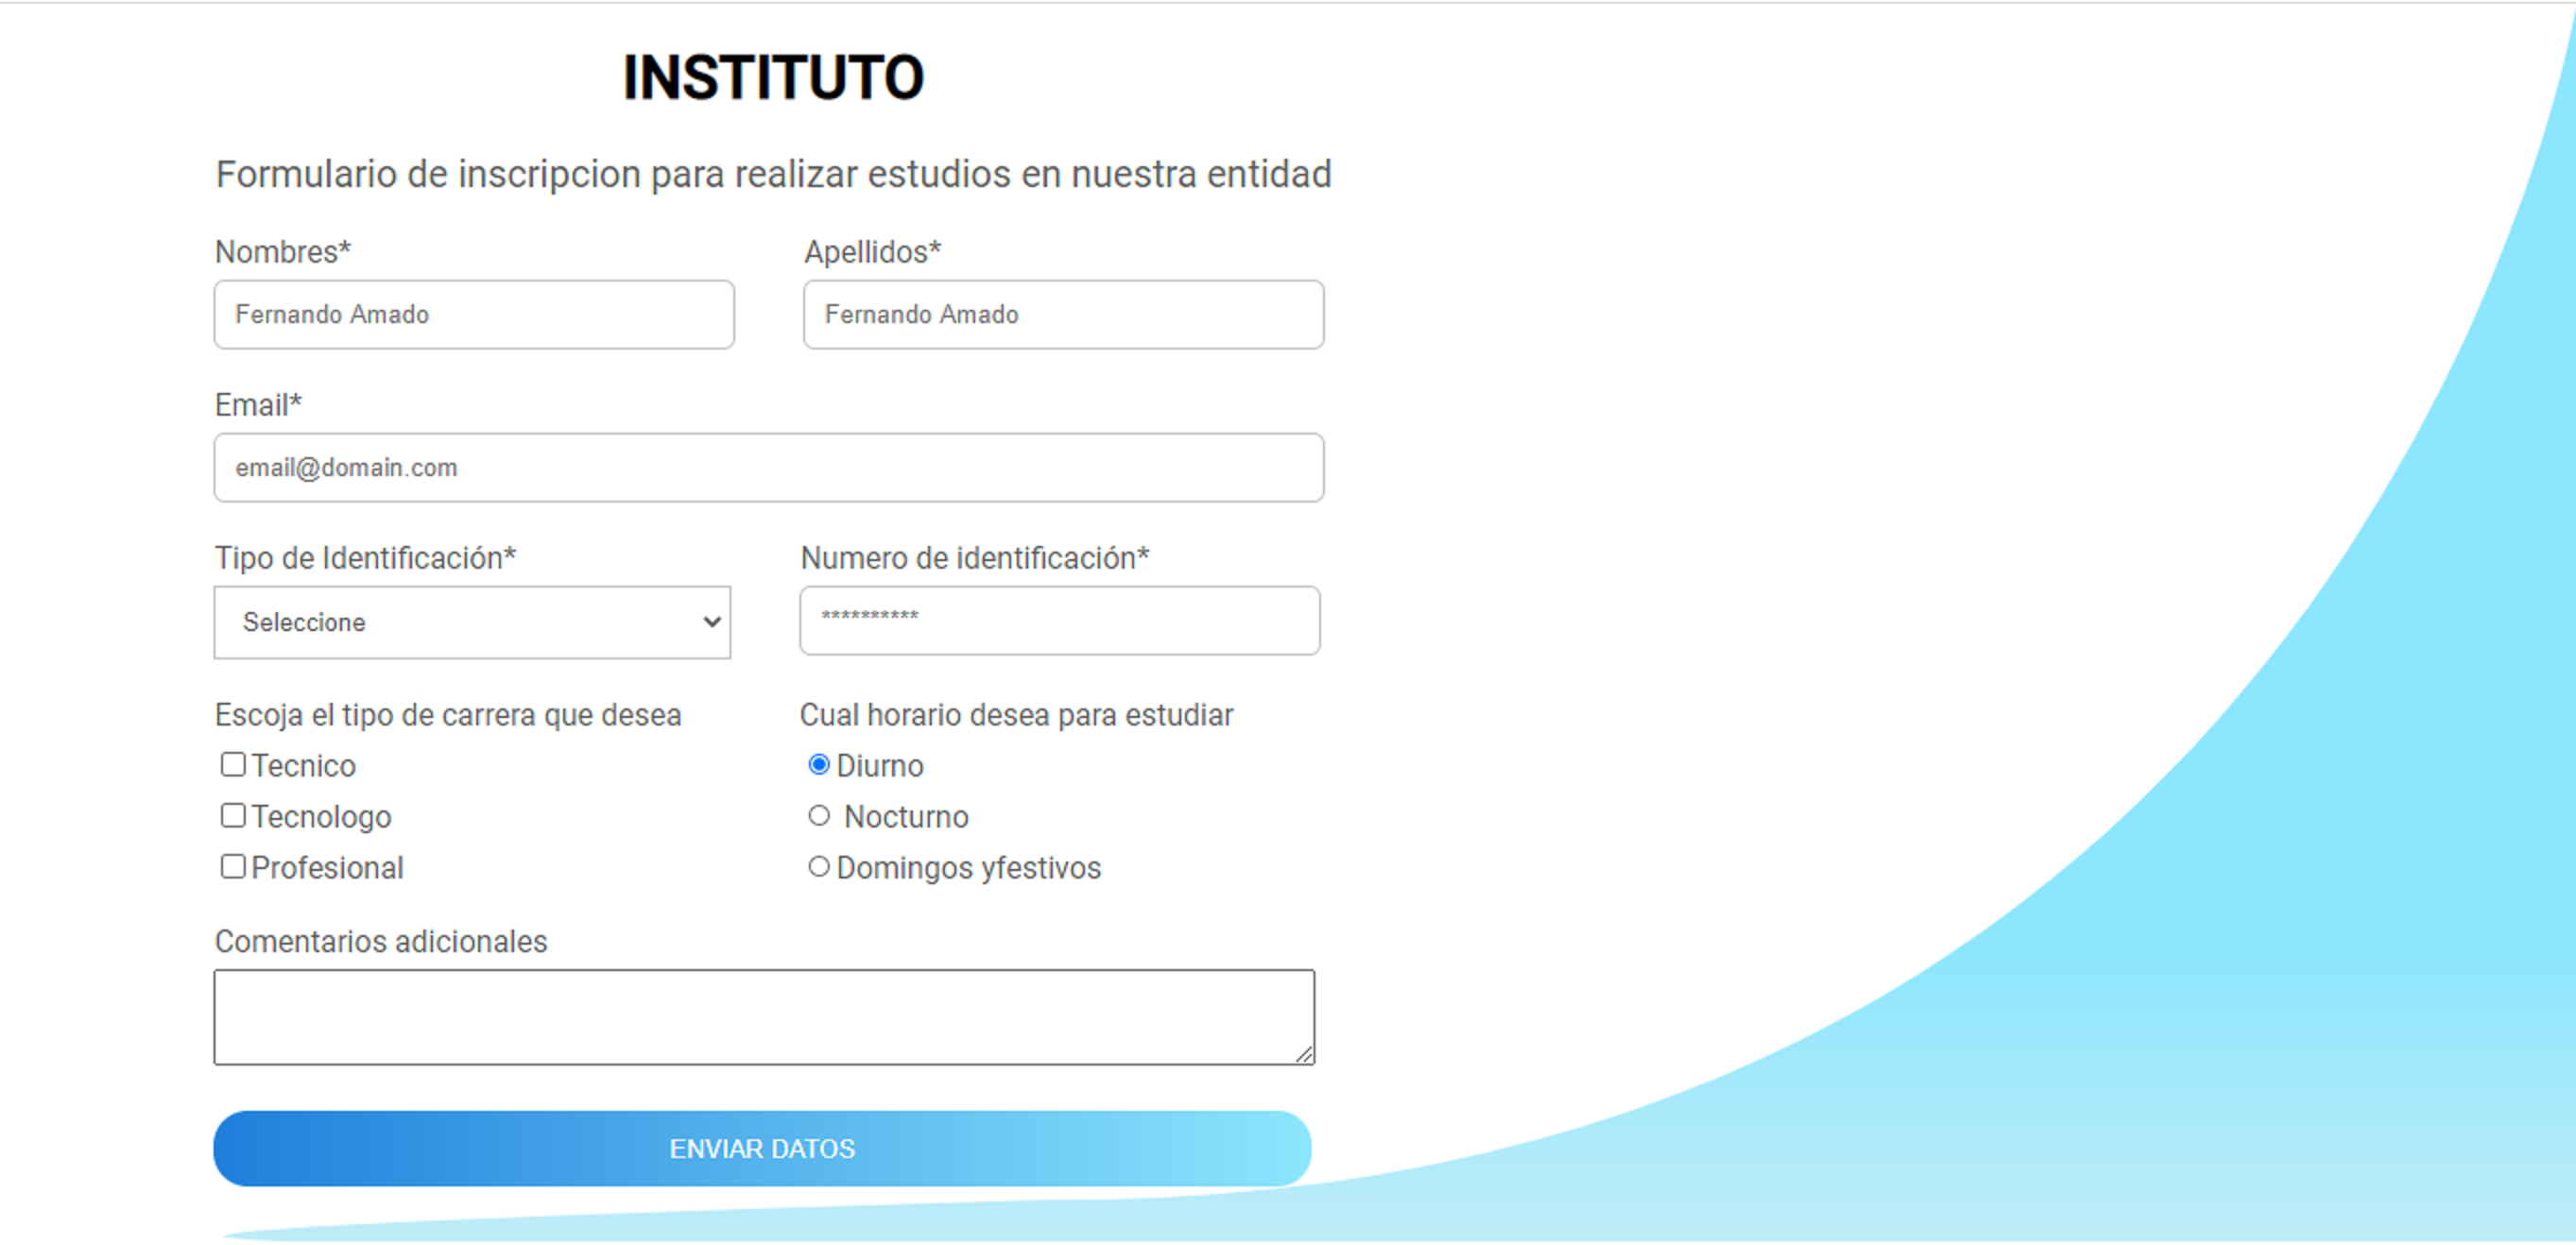 INSTITUTO
Formulario de inscripcion para realizar estudios en nuestra entidad
Nombres* Apellidos*
Fernando Amado Fernando Amado
Email*
email@domain.com
Tipo de Identificación* Numero de identificación*
Seleccione **********
Escoja el tipo de carrera que desea Cual horario desea para estudiar
Tecnico Diurno
Tecnologo Nocturno
Profesional Domingos yfestivos
Comentarios adicionales
ENVIAR DATOS